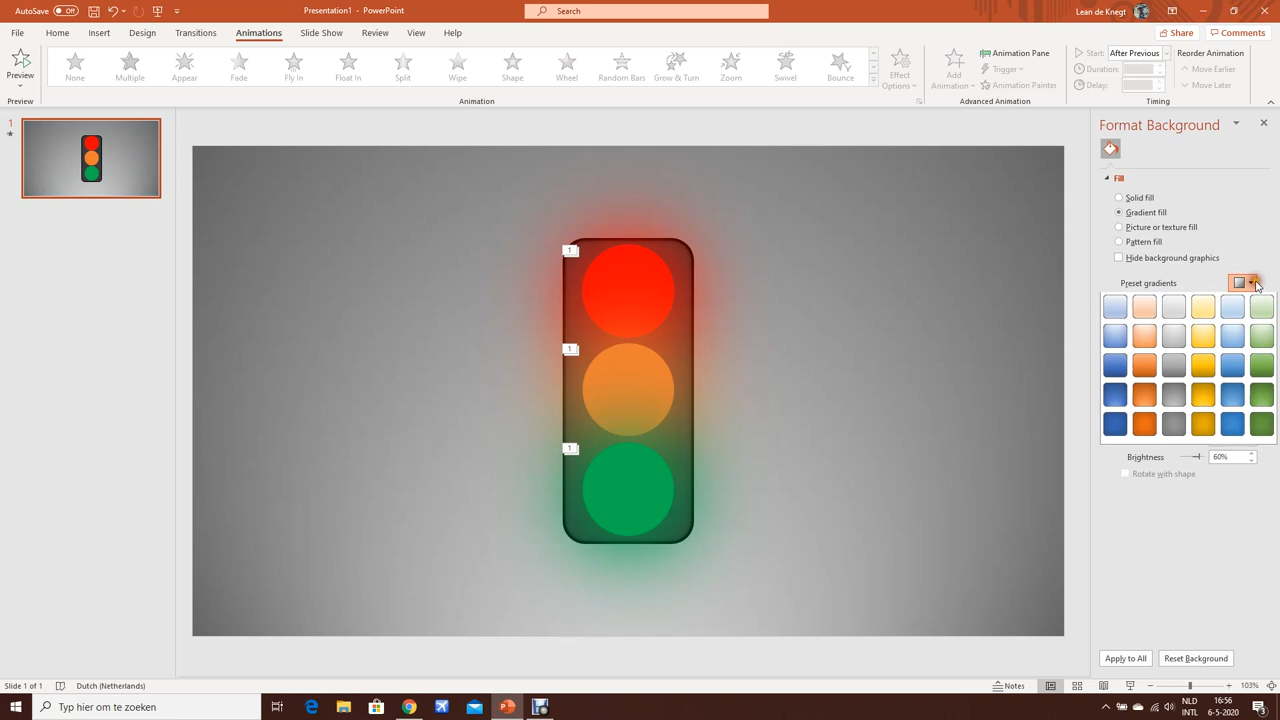 AutoSave Off Presentation1 - PowerPoint Search Lean de Knegt
File Home Insert Design Transitions Animations Slide Show Review View Help Share Comments
Preview None Multiple Appear Fade Fly In Float In Split Wipe Shape Wheel Random Bars Grow & Turn Zoom Swivel Bounce Effect Options Add Animation Animation Pane Trigger Animation Painter Start: After Previous Duration: Delay: Reorder Animation Move Earlier Move Later
Preview Animation Advanced Animation Timing
1
Format Background
Fill
Solid fill
Gradient fill
Picture or texture fill
Pattern fill
Hide background graphics
Preset gradients
1
1
1
Brightness 60%
Rotate with shape
Apply to All Reset Background
Slide 1 of 1 Dutch (Netherlands) Notes 103%
Typ hier om te zoeken
NLD
INTL
16:56
6-5-2020
3